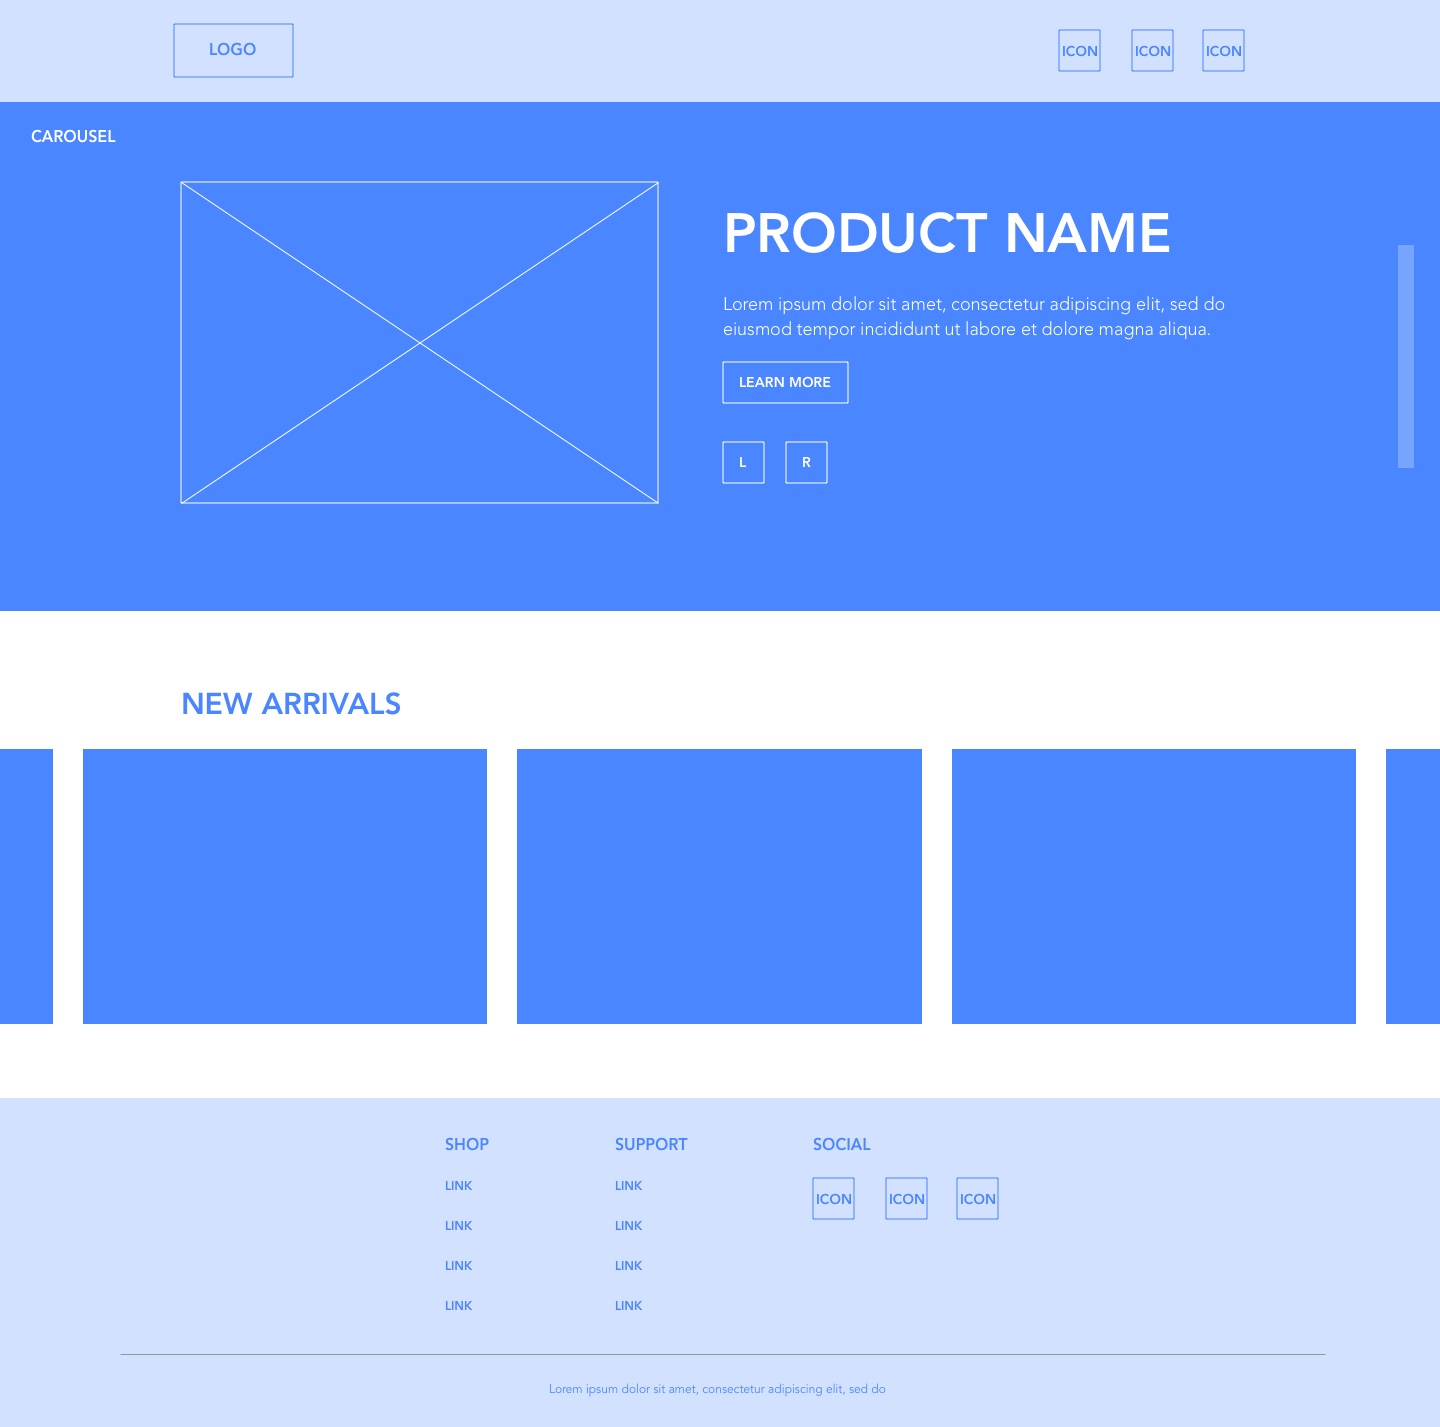 LOGO
ICON
ICON
ICON
CAROUSEL
PRODUCT NAME
Lorem ipsum dolor sit amet, consectetur adipiscing elit, sed do
eiusmod tempor incididunt ut labore et dolore magna aliqua.
LEARN MORE
L
R
NEW ARRIVALS
SHOP
LINK
LINK
LINK
LINK
SUPPORT
LINK
LINK
LINK
LINK
SOCIAL
ICON
ICON
ICON
Lorem ipsum dolor sit amet, consectetur adipiscing elit, sed do